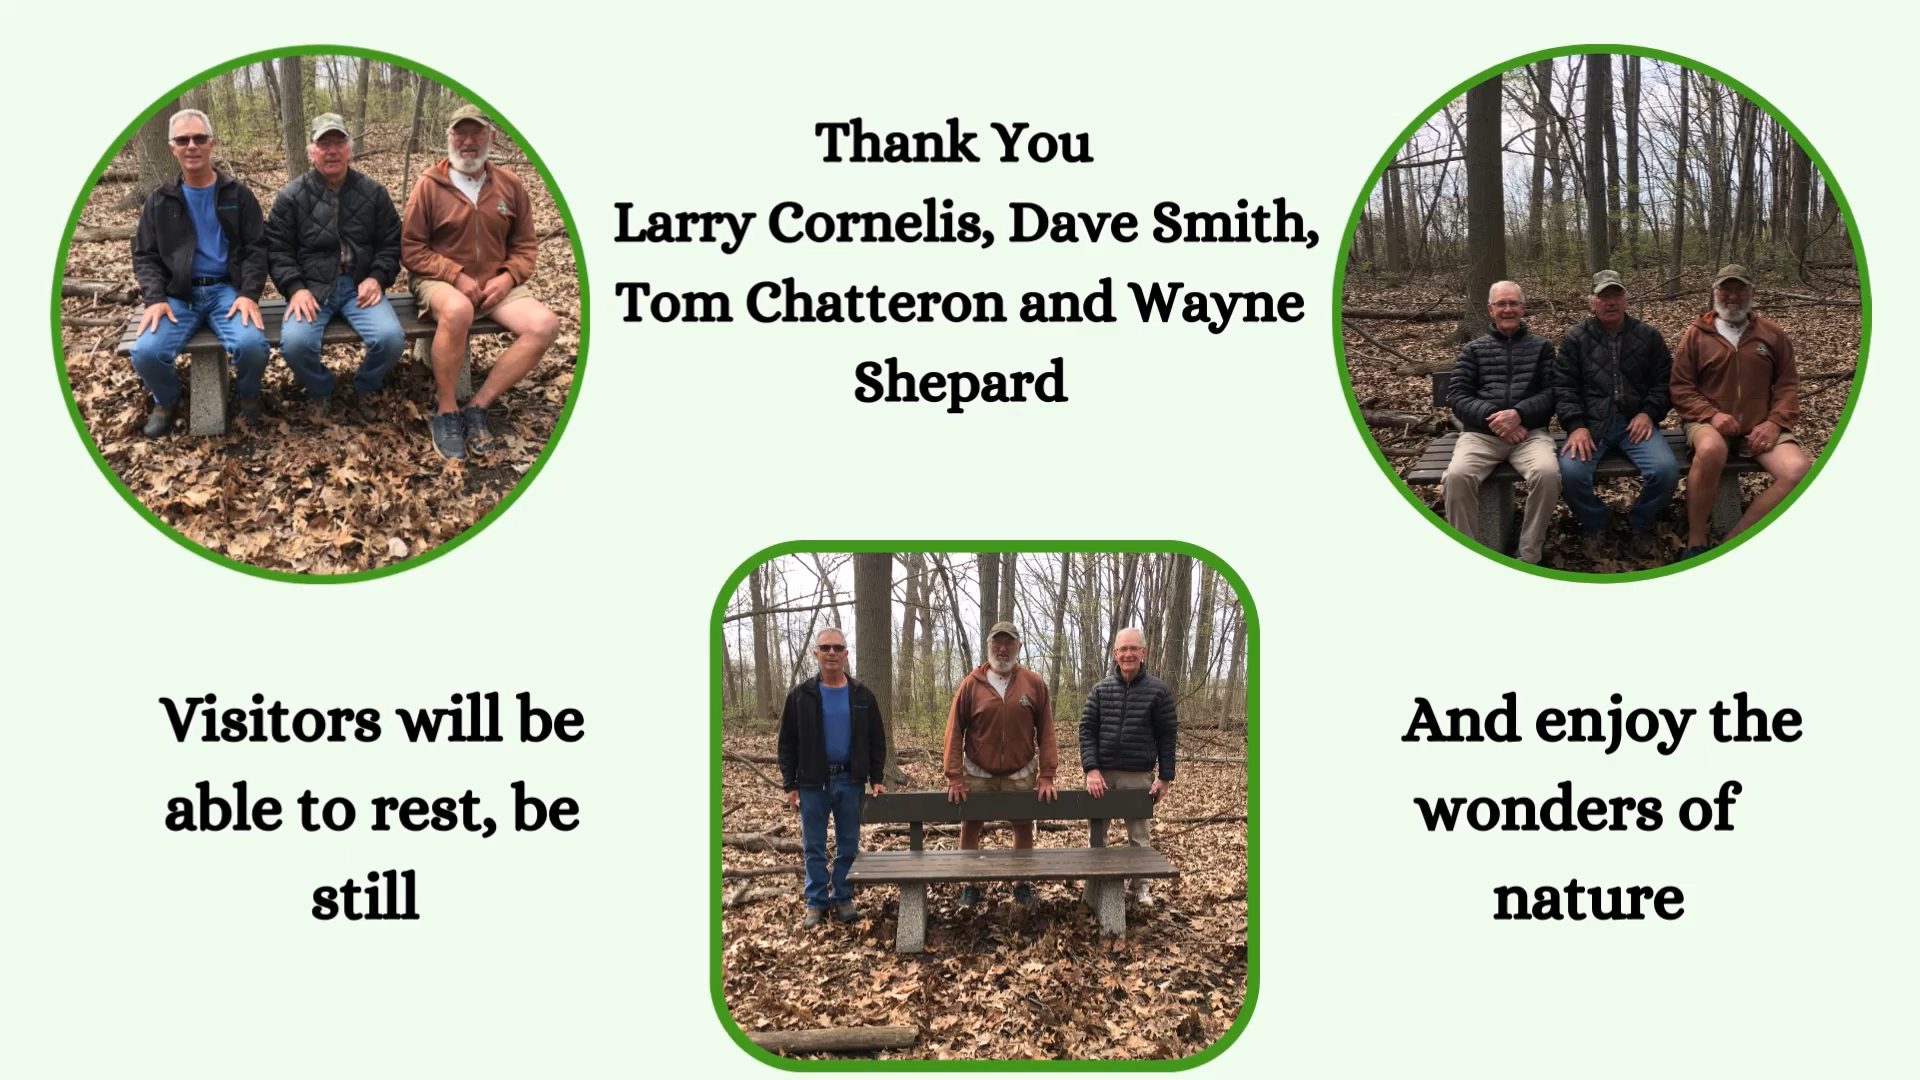 Thank You
Larry Cornelis, Dave Smith,
Tom Chatteron and Wayne
Shepard
Visitors will be
able to rest, be
still
And enjoy the
wonders of
nature